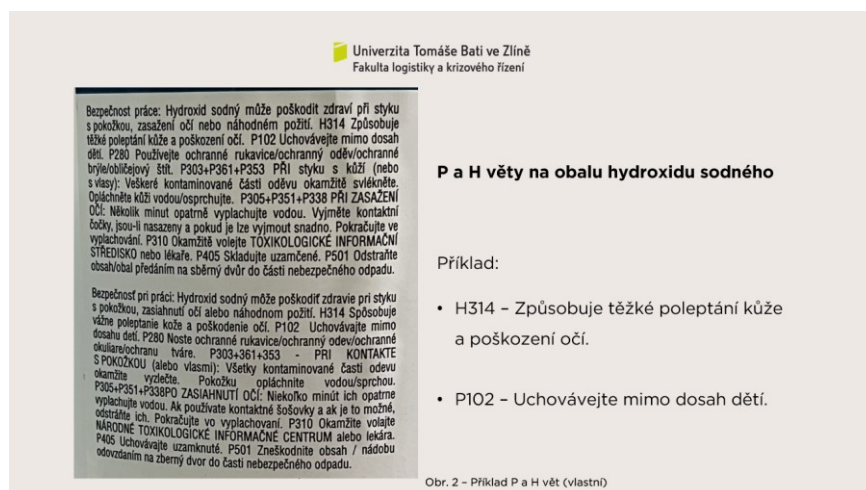 Univerzita Tomáše Bati ve Zlíně
Fakulta logistiky a krizového řízení
Bezpečnost práce: Hydroxid sodný může poškodit zdraví při styku
s pokožkou, zasažení očí nebo náhodném požití. H314 Způsobuje
těžké poleptání kůže a poškození očí. P102 Uchovávejte mimo dosah
dětí. P280 Používejte ochranné rukavice/ochranný oděv/ochranné
brýle/obličejový štít. P303+P361+P353 PŘI styku s kůží (nebo
s vlasy): Veškeré kontaminované části oděvu okamžitě svlékněte.
Opláchněte kůži vodou/osprchujte. P305+P351+P338 PŘI ZASAŽENÍ
OČÍ: Několik minut opatrně vyplachujte vodou. Vyjměte kontaktní
čočky, jsou-li nasazeny a pokud je lze vyjmout snadno. Pokračujte ve
vyplachování. P310 Okamžitě volejte TOXIKOLOGICKÉ INFORMAČNÍ
STŘEDISKO nebo lékaře. P405 Skladujte uzamčené. P501 Odstraňte
obsah/obal předáním na sběrný dvůr do části nebezpečného odpadu.
Bezpečnosť pri práci: Hydroxid sodný môže poškodiť zdravie pri styku
s pokožkou, zasiahnutí očí alebo náhodnom požití. H314 Spôsobuje
vážne poleptanie kože a poškodenie očí. P102 Uchovávajte mimo
dosahu detí. P280 Noste ochranné rukavice/ochranný odev/ochranné
okuliare/ochranu tváre. P303+361+353 - PRI KONTAKTE
S POKOŽKOU (alebo vlasmi): Všetky kontaminované časti odevu
okamžite vyzlečte. Pokožku opláchnite vodou/sprchou.
P305+P351+P338PO ZASIAHNUTÍ OČÍ: Niekoľko minút ich opatrne
vyplachujte vodou. Ak používate kontaktné šošovky a ak je to možné,
odstráňte ich. Pokračujte vo vyplachovaní. P310 Okamžite volajte
NÁRODNÉ TOXIKOLOGICKÉ INFORMAČNÉ CENTRUM alebo lekára.
P405 Uchovávajte uzamknuté. P501 Zneškodnite obsah / nádobu
odovzdaním na zberný dvor do časti nebezpečného odpadu.
P a H věty na obalu hydroxidu sodného
Příklad:
• H314 – Způsobuje těžké poleptání kůže
a poškození očí.
• P102 – Uchovávejte mimo dosah dětí.
Obr. 2 – Příklad P a H vět (vlastní)